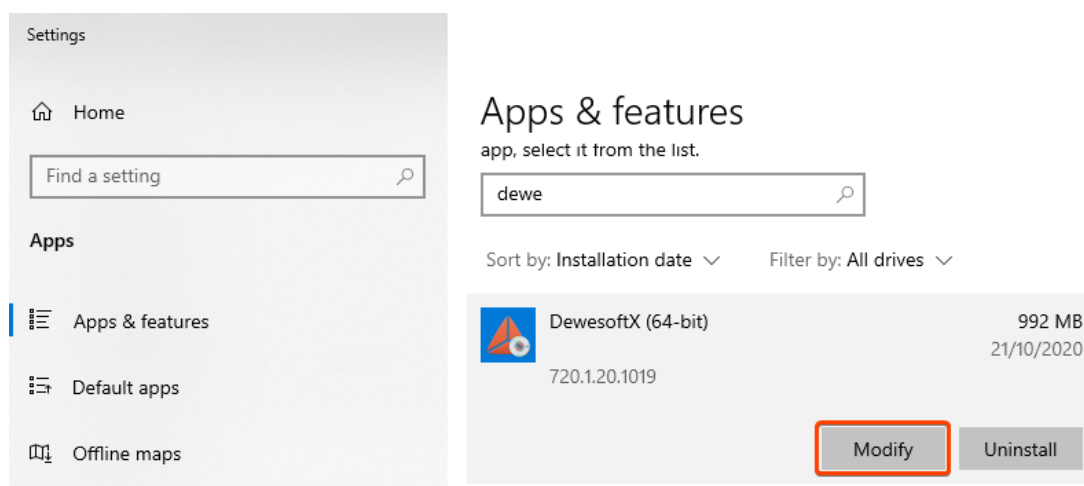 Settings
Home
Find a setting
Apps
Apps & features
Default apps
Offline maps
Apps & features
app, select it from the list.
dewe
Sort by: Installation date
Filter by: All drives
DewesoftX (64-bit)
992 MB
21/10/2020
720.1.20.1019
Modify
Uninstall